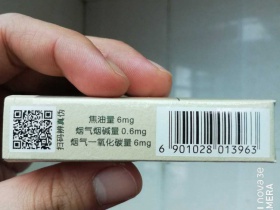 扫码辨真伪
焦油量 6mg
烟气烟碱量 0.6mg
烟气一氧化碳量 6mg
6 901028 013963
nova 3e
AMERA